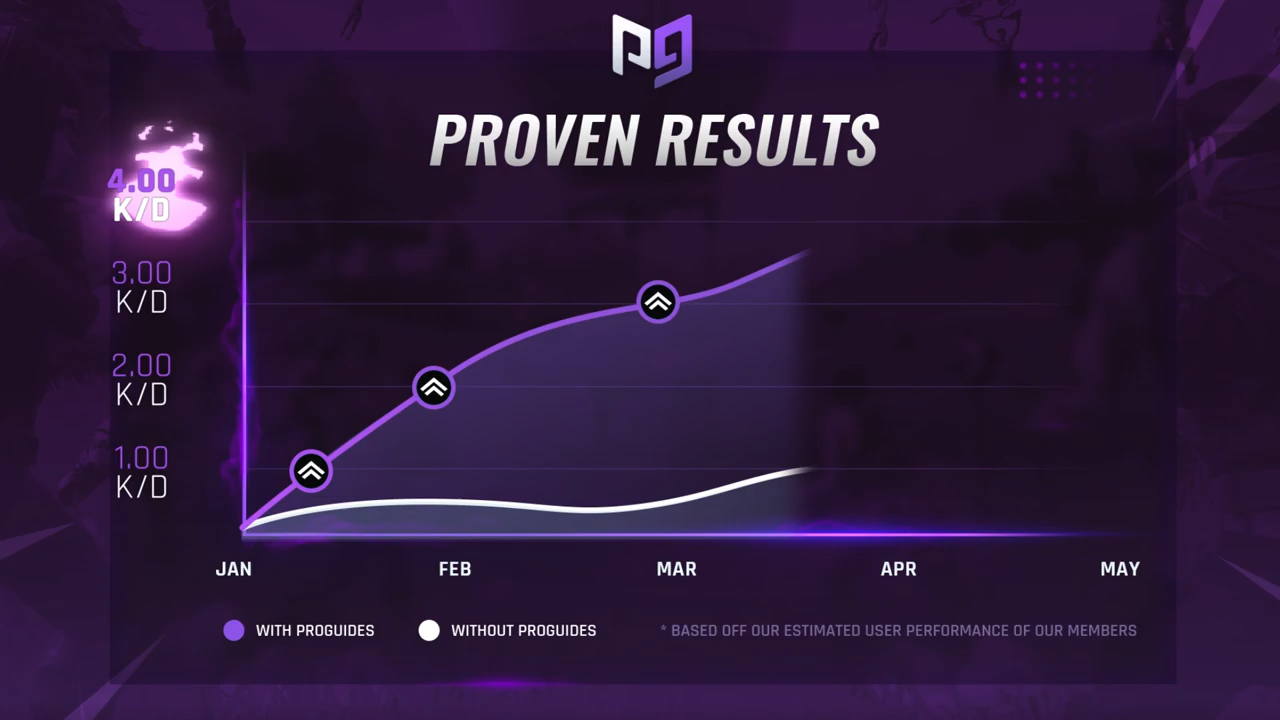 PG
PROVEN RESULTS
4.00
K/D
3.00
K/D
2.00
K/D
1.00
K/D
JAN FEB MAR APR MAY
WITH PROGUIDES WITHOUT PROGUIDES * BASED OFF OUR ESTIMATED USER PERFORMANCE OF OUR MEMBERS